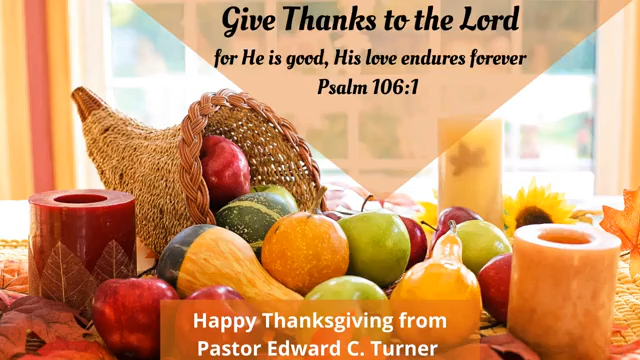 Give Thanks to the Lord
for He is good, His love endures forever
Psalm 106:1
Happy Thanksgiving from
Pastor Edward C. Turner